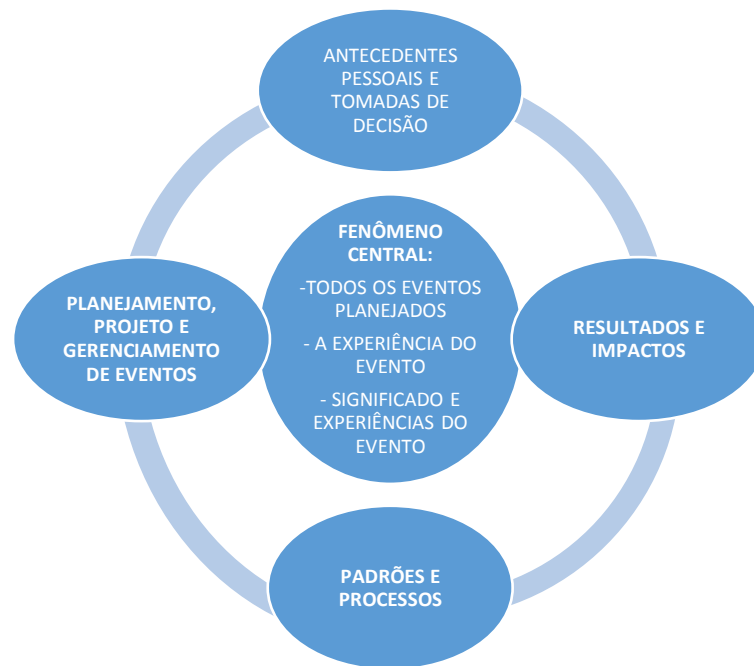 ANTECEDENTES
PESSOAIS E
TOMADAS DE
DECISÃO
FENÔMENO
CENTRAL:
-TODOS OS EVENTOS
PLANEJADOS
- A EXPERIÊNCIA DO
EVENTO
- SIGNIFICADO E
EXPERIÊNCIAS DO
EVENTO
PLANEJAMENTO,
PROJETO E
GERENCIAMENTO
DE EVENTOS
RESULTADOS E
IMPACTOS
PADRÕES E
PROCESSOS